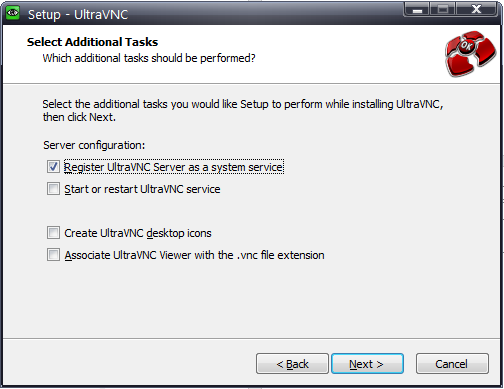 Setup - UltraVNC
Select Additional Tasks
Which additional tasks should be performed?
OK
Select the additional tasks you would like Setup to perform while installing UltraVNC,
then click Next.
Server configuration:
Register UltraVNC Server as a system service
Start or restart UltraVNC service
Create UltraVNC desktop icons
Associate UltraVNC Viewer with the .vnc file extension
< Back Next > Cancel